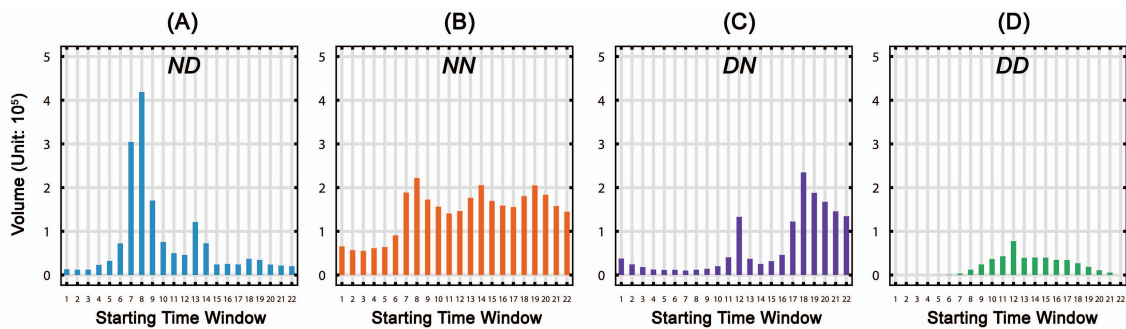 (A) (B) (C) (D)
ND NN DN DD
Volume (Unit: 10⁵)
5 5 5 5
4 4 4 4
3 3 3 3
2 2 2 2
1 1 1 1
0 0 0 0
1 2 3 4 5 6 7 8 9 10 11 12 13 14 15 16 17 18 19 20 21 22 1 2 3 4 5 6 7 8 9 10 11 12 13 14 15 16 17 18 19 20 21 22 1 2 3 4 5 6 7 8 9 10 11 12 13 14 15 16 17 18 19 20 21 22 1 2 3 4 5 6 7 8 9 10 11 12 13 14 15 16 17 18 19 20 21 22
Starting Time Window Starting Time Window Starting Time Window Starting Time Window